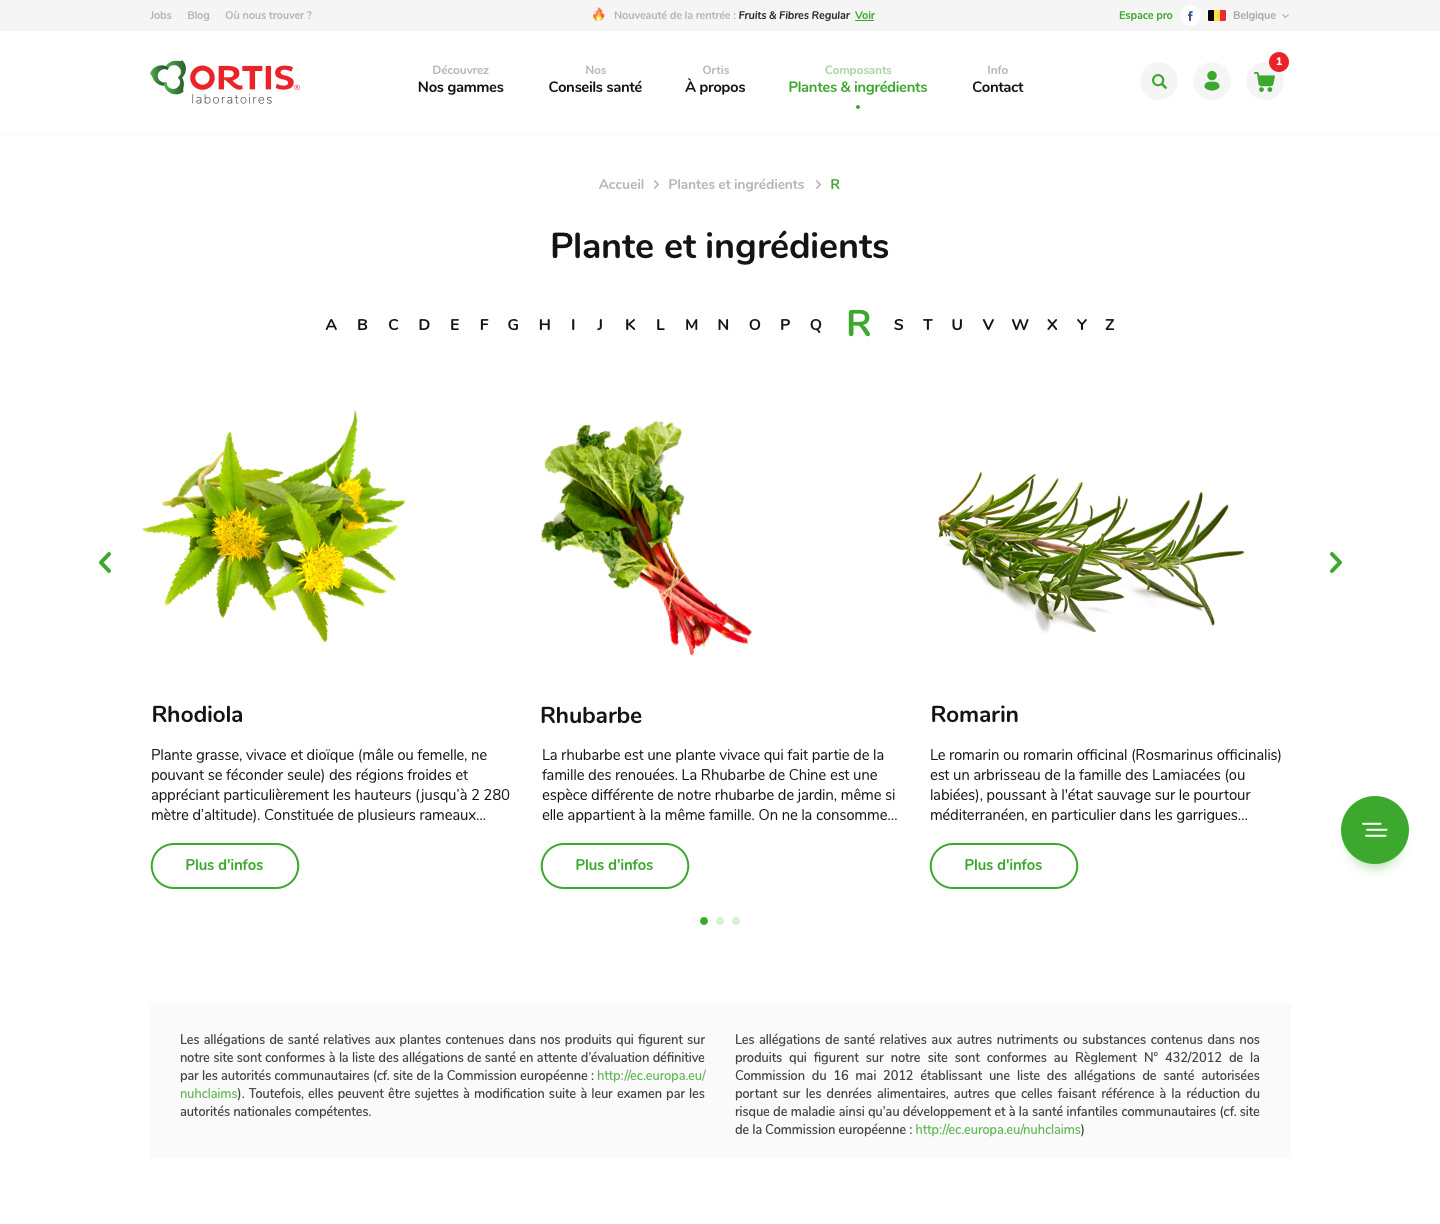 Jobs Blog Où nous trouver ?
Nouveauté de la rentrée : Fruits & Fibres Regular Voir
Espace pro f Belgique
ORTIS®
laboratoires
Découvrez
Nos gammes
Nos
Conseils santé
Ortis
À propos
Composants
Plantes & ingrédients
Info
Contact
1
Accueil Plantes et ingrédients R
Plante et ingrédients
A B C D E F G H I J K L M N O P Q R S T U V W X Y Z
Rhodiola
Plante grasse, vivace et dioïque (mâle ou femelle, ne
pouvant se féconder seule) des régions froides et
appréciant particulièrement les hauteurs (jusqu’à 2 280
mètre d’altitude). Constituée de plusieurs rameaux...
Plus d'infos
Rhubarbe
La rhubarbe est une plante vivace qui fait partie de la
famille des renouées. La Rhubarbe de Chine est une
espèce différente de notre rhubarbe de jardin, même si
elle appartient à la même famille. On ne la consomme...
Plus d'infos
Romarin
Le romarin ou romarin officinal (Rosmarinus officinalis)
est un arbrisseau de la famille des Lamiacées (ou
labiées), poussant à l'état sauvage sur le pourtour
méditerranéen, en particulier dans les garrigues...
Plus d'infos
Les allégations de santé relatives aux plantes contenues dans nos produits qui figurent sur
notre site sont conformes à la liste des allégations de santé en attente d’évaluation définitive
par les autorités communautaires (cf. site de la Commission européenne : http://ec.europa.eu/
nuhclaims). Toutefois, elles peuvent être sujettes à modification suite à leur examen par les
autorités nationales compétentes.
Les allégations de santé relatives aux autres nutriments ou substances contenus dans nos
produits qui figurent sur notre site sont conformes au Règlement N° 432/2012 de la
Commission du 16 mai 2012 établissant une liste des allégations de santé autorisées
portant sur les denrées alimentaires, autres que celles faisant référence à la réduction du
risque de maladie ainsi qu’au développement et à la santé infantiles communautaires (cf. site
de la Commission européenne : http://ec.europa.eu/nuhclaims)